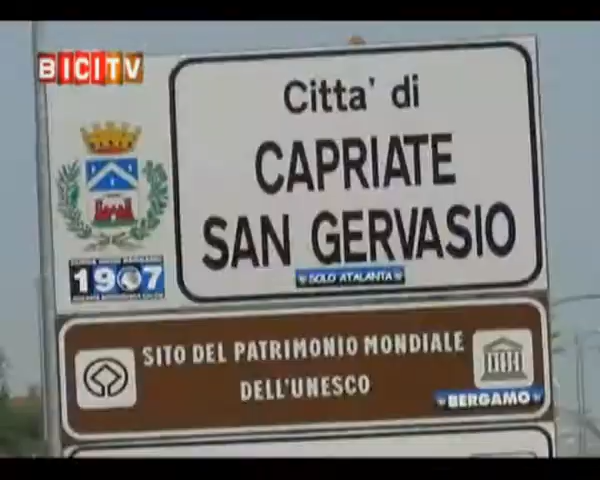 BICITV
Citta' di
CAPRIATE
SAN GERVASIO
SOLO ATALANTA
1907
SITO DEL PATRIMONIO MONDIALE
DELL'UNESCO
BERGAMO